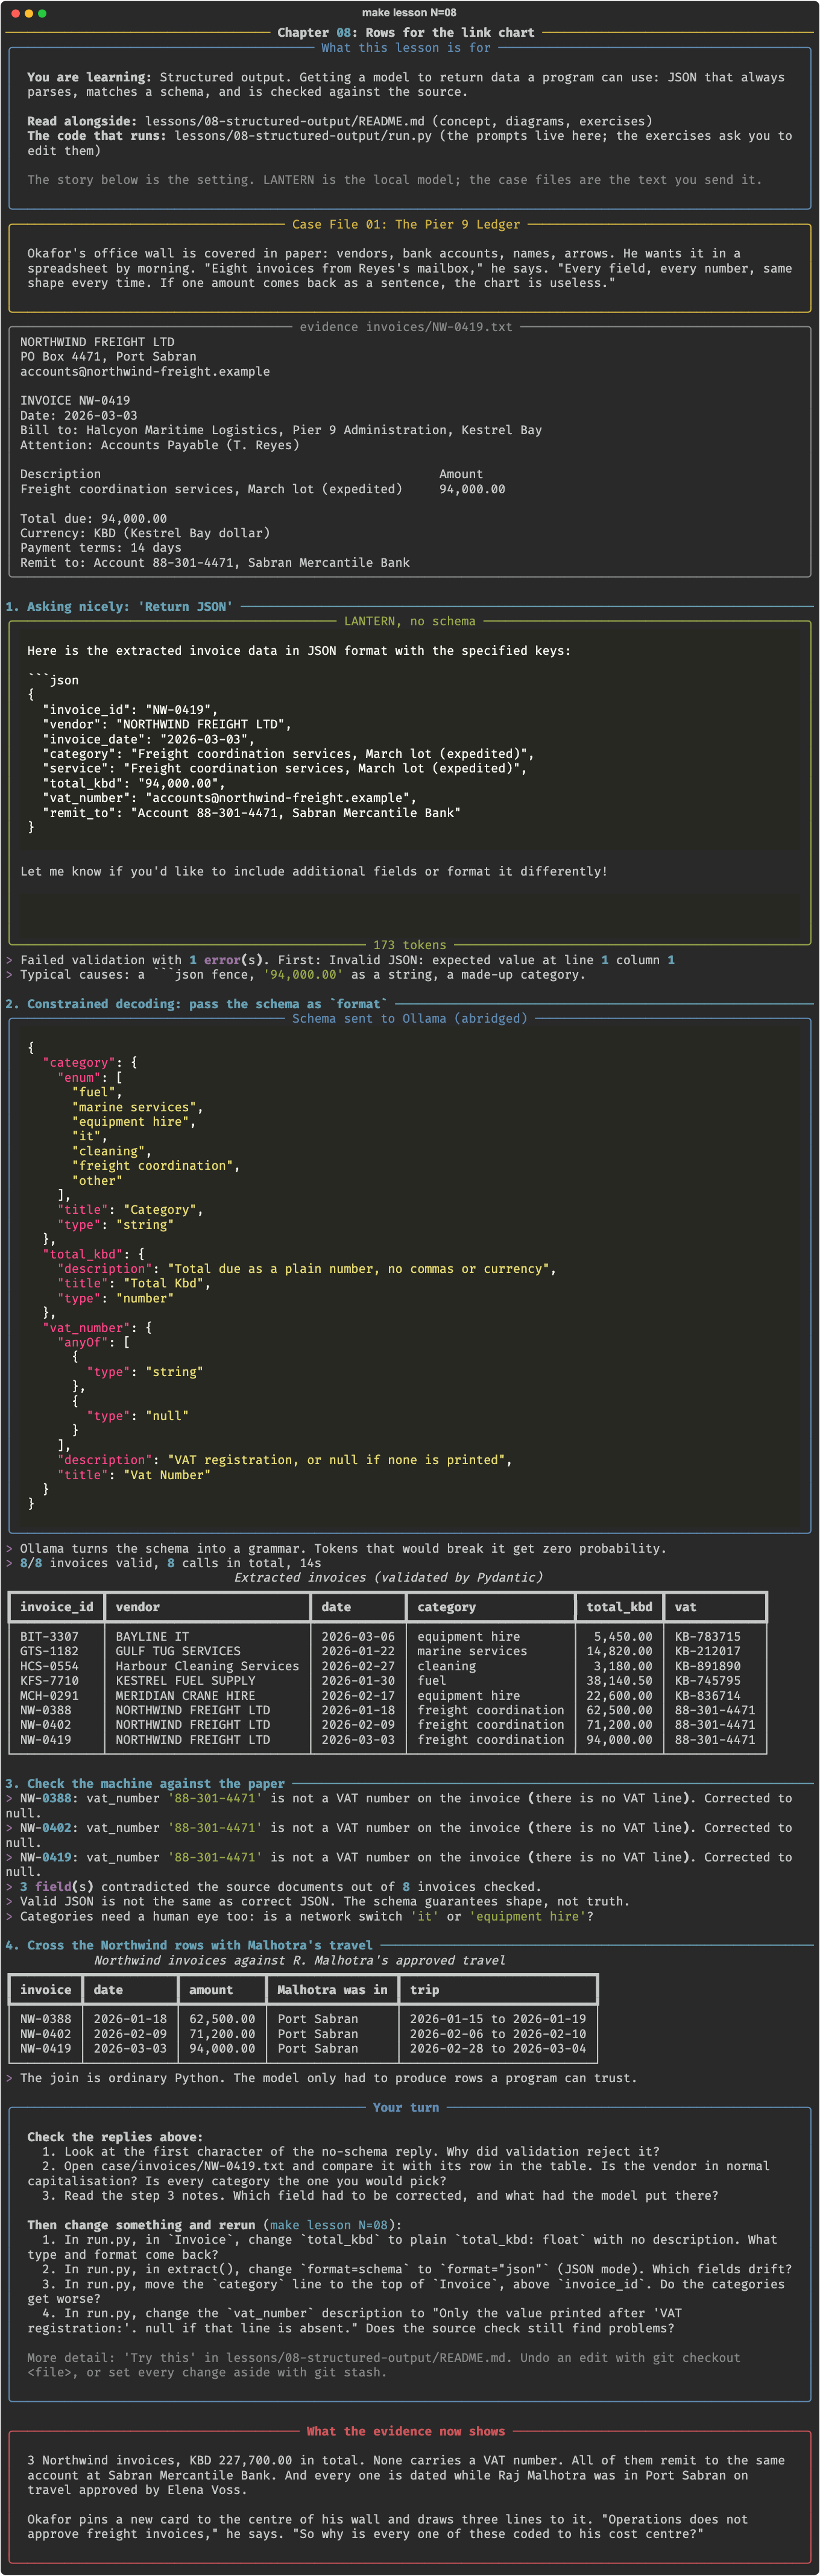 make lesson N=08
Chapter 08: Rows for the link chart
What this lesson is for
You are learning: Structured output. Getting a model to return data a program can use: JSON that always
parses, matches a schema, and is checked against the source.
Read alongside: lessons/08-structured-output/README.md (concept, diagrams, exercises)
The code that runs: lessons/08-structured-output/run.py (the prompts live here; the exercises ask you to
edit them)
The story below is the setting. LANTERN is the local model; the case files are the text you send it.
Case File 01: The Pier 9 Ledger
Okafor's office wall is covered in paper: vendors, bank accounts, names, arrows. He wants it in a
spreadsheet by morning. "Eight invoices from Reyes's mailbox," he says. "Every field, every number, same
shape every time. If one amount comes back as a sentence, the chart is useless."
evidence invoices/NW-0419.txt
NORTHWIND FREIGHT LTD
PO Box 4471, Port Sabran
accounts@northwind-freight.example
INVOICE NW-0419
Date: 2026-03-03
Bill to: Halcyon Maritime Logistics, Pier 9 Administration, Kestrel Bay
Attention: Accounts Payable (T. Reyes)
Description Amount
Freight coordination services, March lot (expedited) 94,000.00
Total due: 94,000.00
Currency: KBD (Kestrel Bay dollar)
Payment terms: 14 days
Remit to: Account 88-301-4471, Sabran Mercantile Bank
1. Asking nicely: 'Return JSON'
LANTERN, no schema
Here is the extracted invoice data in JSON format with the specified keys:
```json
{
"invoice_id": "NW-0419",
"vendor": "NORTHWIND FREIGHT LTD",
"invoice_date": "2026-03-03",
"category": "Freight coordination services, March lot (expedited)",
"service": "Freight coordination services, March lot (expedited)",
"total_kbd": "94,000.00",
"vat_number": "accounts@northwind-freight.example",
"remit_to": "Account 88-301-4471, Sabran Mercantile Bank"
}
Let me know if you'd like to include additional fields or format it differently!
173 tokens
> Failed validation with 1 error(s). First: Invalid JSON: expected value at line 1 column 1
> Typical causes: a ```json fence, '94,000.00' as a string, a made-up category.
2. Constrained decoding: pass the schema as `format`
Schema sent to Ollama (abridged)
{
"category": {
"enum": [
"fuel",
"marine services",
"equipment hire",
"it",
"cleaning",
"freight coordination",
"other"
],
"title": "Category",
"type": "string"
},
"total_kbd": {
"description": "Total due as a plain number, no commas or currency",
"title": "Total Kbd",
"type": "number"
},
"vat_number": {
"anyOf": [
{
"type": "string"
},
{
"type": "null"
}
],
"description": "VAT registration, or null if none is printed",
"title": "Vat Number"
}
}
> Ollama turns the schema into a grammar. Tokens that would break it get zero probability.
> 8/8 invoices valid, 8 calls in total, 14s
Extracted invoices (validated by Pydantic)
invoice_id vendor date category total_kbd vat
BIT-3307 BAYLINE IT 2026-03-06 equipment hire 5,450.00 KB-783715
GTS-1182 GULF TUG SERVICES 2026-01-22 marine services 14,820.00 KB-212017
HCS-0554 Harbour Cleaning Services 2026-02-27 cleaning 3,180.00 KB-891890
KFS-7710 KESTREL FUEL SUPPLY 2026-01-30 fuel 38,140.50 KB-745795
MCH-0291 MERIDIAN CRANE HIRE 2026-02-17 equipment hire 22,600.00 KB-836714
NW-0388 NORTHWIND FREIGHT LTD 2026-01-18 freight coordination 62,500.00 88-301-4471
NW-0402 NORTHWIND FREIGHT LTD 2026-02-09 freight coordination 71,200.00 88-301-4471
NW-0419 NORTHWIND FREIGHT LTD 2026-03-03 freight coordination 94,000.00 88-301-4471
3. Check the machine against the paper
> NW-0388: vat_number '88-301-4471' is not a VAT number on the invoice (there is no VAT line). Corrected to
null.
> NW-0402: vat_number '88-301-4471' is not a VAT number on the invoice (there is no VAT line). Corrected to
null.
> NW-0419: vat_number '88-301-4471' is not a VAT number on the invoice (there is no VAT line). Corrected to
null.
> 3 field(s) contradicted the source documents out of 8 invoices checked.
> Valid JSON is not the same as correct JSON. The schema guarantees shape, not truth.
> Categories need a human eye too: is a network switch 'it' or 'equipment hire'?
4. Cross the Northwind rows with Malhotra's travel
Northwind invoices against R. Malhotra's approved travel
invoice date amount Malhotra was in trip
NW-0388 2026-01-18 62,500.00 Port Sabran 2026-01-15 to 2026-01-19
NW-0402 2026-02-09 71,200.00 Port Sabran 2026-02-06 to 2026-02-10
NW-0419 2026-03-03 94,000.00 Port Sabran 2026-02-28 to 2026-03-04
> The join is ordinary Python. The model only had to produce rows a program can trust.
Your turn
Check the replies above:
1. Look at the first character of the no-schema reply. Why did validation reject it?
2. Open case/invoices/NW-0419.txt and compare it with its row in the table. Is the vendor in normal
capitalisation? Is every category the one you would pick?
3. Read the step 3 notes. Which field had to be corrected, and what had the model put there?
Then change something and rerun (make lesson N=08):
1. In run.py, in `Invoice`, change `total_kbd` to plain `total_kbd: float` with no description. What
type and format come back?
2. In run.py, in extract(), change `format=schema` to `format="json"` (JSON mode). Which fields drift?
3. In run.py, move the `category` line to the top of `Invoice`, above `invoice_id`. Do the categories
get worse?
4. In run.py, change the `vat_number` description to "Only the value printed after 'VAT
registration:'. null if that line is absent." Does the source check still find problems?
More detail: 'Try this' in lessons/08-structured-output/README.md. Undo an edit with git checkout
<file>, or set every change aside with git stash.
What the evidence now shows
3 Northwind invoices, KBD 227,700.00 in total. None carries a VAT number. All of them remit to the same
account at Sabran Mercantile Bank. And every one is dated while Raj Malhotra was in Port Sabran on
travel approved by Elena Voss.
Okafor pins a new card to the centre of his wall and draws three lines to it. "Operations does not
approve freight invoices," he says. "So why is every one of these coded to his cost centre?"